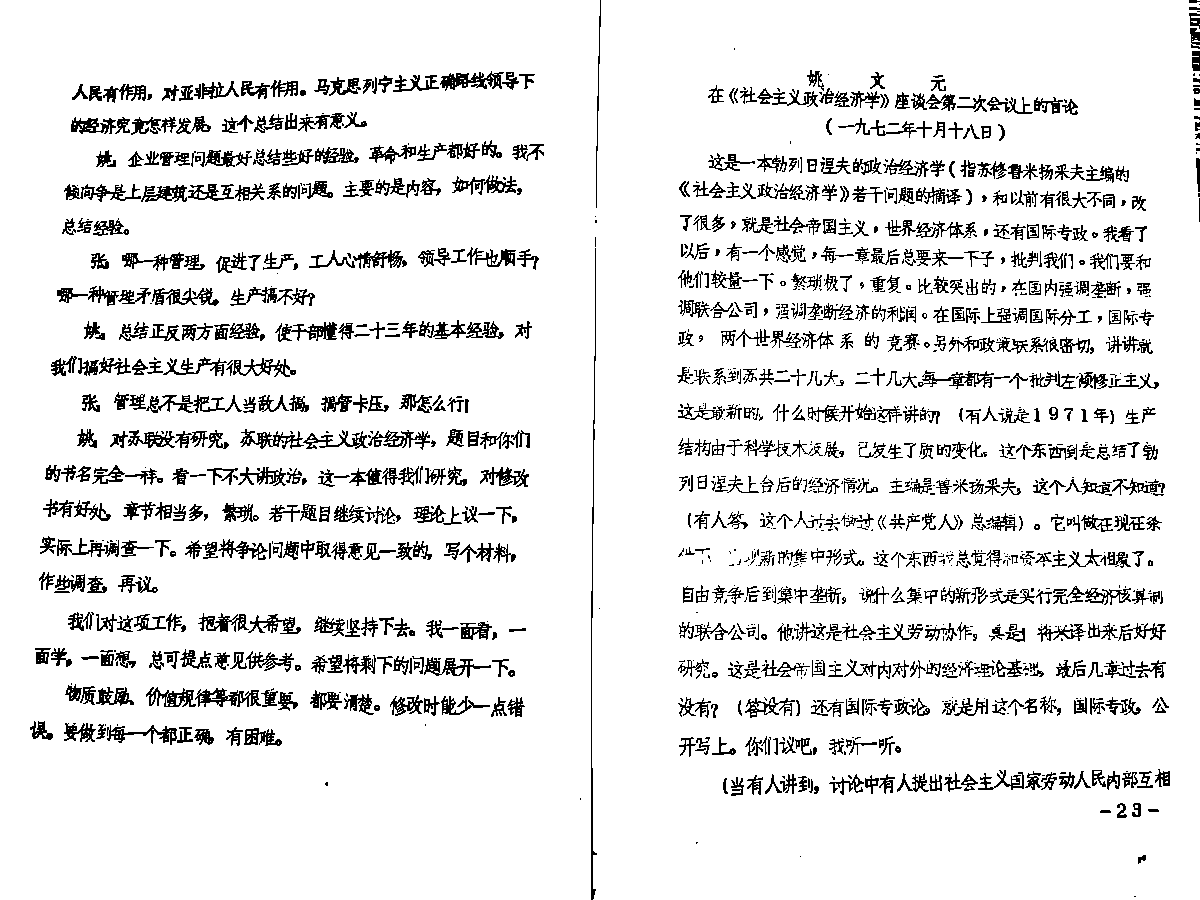 人民有作用，对亚非拉人民有作用。马克思列宁主义正确路线领导下
的经济究竟怎样发展，这个总结出来有意义。
姚：企业管理问题最好总结些好的经验，革命和生产都好的。我不
倾向争是上层建筑还是互相关系的问题。主要的是内容，如何做法，
总结经验。
张：哪一种管理，促进了生产，工人心情舒畅，领导工作也顺手？
哪一种管理矛盾很尖锐，生产搞不好？
姚：总结正反两方面经验，使干部懂得二十三年的基本经验，对
我们搞好社会主义生产有很大好处。
张：管理总不是把工人当敌人搞，搞管卡压，那怎么行！
姚：对苏联没有研究，苏联的社会主义政治经济学，题目和你们
的书名完全一样。看一下不大讲政治，这一本值得我们研究，对修改
书有好处，章节相当多，繁琐。若干题目继续讨论，理论上议一下，
实际上再调查一下。希望将争论问题中取得意见一致的，写个材料，
作些调查，再议。
我们对这项工作，抱着很大希望，继续坚持下去。我一面看，一
面学，一面想，总可提点意见供参考。希望将剩下的问题展开一下。
物质鼓励、价值规律等都很重要，都要清楚。修改时能少一点错
误。要做到每一个都正确，有困难。
姚 文 元
在《社会主义政治经济学》座谈会第二次会议上的言论
（一九七二年十月十八日）
这是一本勃列日涅夫的政治经济学（指苏修鲁米扬采夫主编的
《社会主义政治经济学》若干问题的摘译），和以前有很大不同，改
了很多，就是社会帝国主义，世界经济体系，还有国际专政。我看了
以后，有一个感觉，每一章最后总要来一下子，批判我们。我们要和
他们较量一下。繁琐极了，重复。比较突出的，在国内强调垄断，强
调联合公司，强调垄断经济的利润。在国际上强调国际分工，国际专
政， 两个世界经济体 系 的 竞赛。另外和政策联系很密切，讲讲就
是联系到苏共二十几大，二十几大。每一章都有一个批判左倾修正主义，
这是最新的，什么时候开始这样讲的？（有人说是1971年）生产
结构由于科学技术发展，已发生了质的变化。这个东西倒是总结了勃
列日涅夫上台后的经济情况。主编是鲁米扬采夫，这个人知道不知道？
（有人答，这个人过去做过《共产党人》总编辑）。它叫做在现在条
件下 现新的集中形式。这个东西我总觉得和资本主义太相象了。
自由竞争后到集中垄断，说什么集中的新形式是实行完全经济核算制
的联合公司。他讲这是社会主义劳动协作，真是！将来译出来后好好
研究。这是社会帝国主义对内对外的经济理论基础，最后几章过去有
没有？（答没有）还有国际专政论。就是用这个名称，国际专政。公
开写上。你们议吧，我听一听。
（当有人讲到，讨论中有人提出社会主义国家劳动人民内部互相
－23－